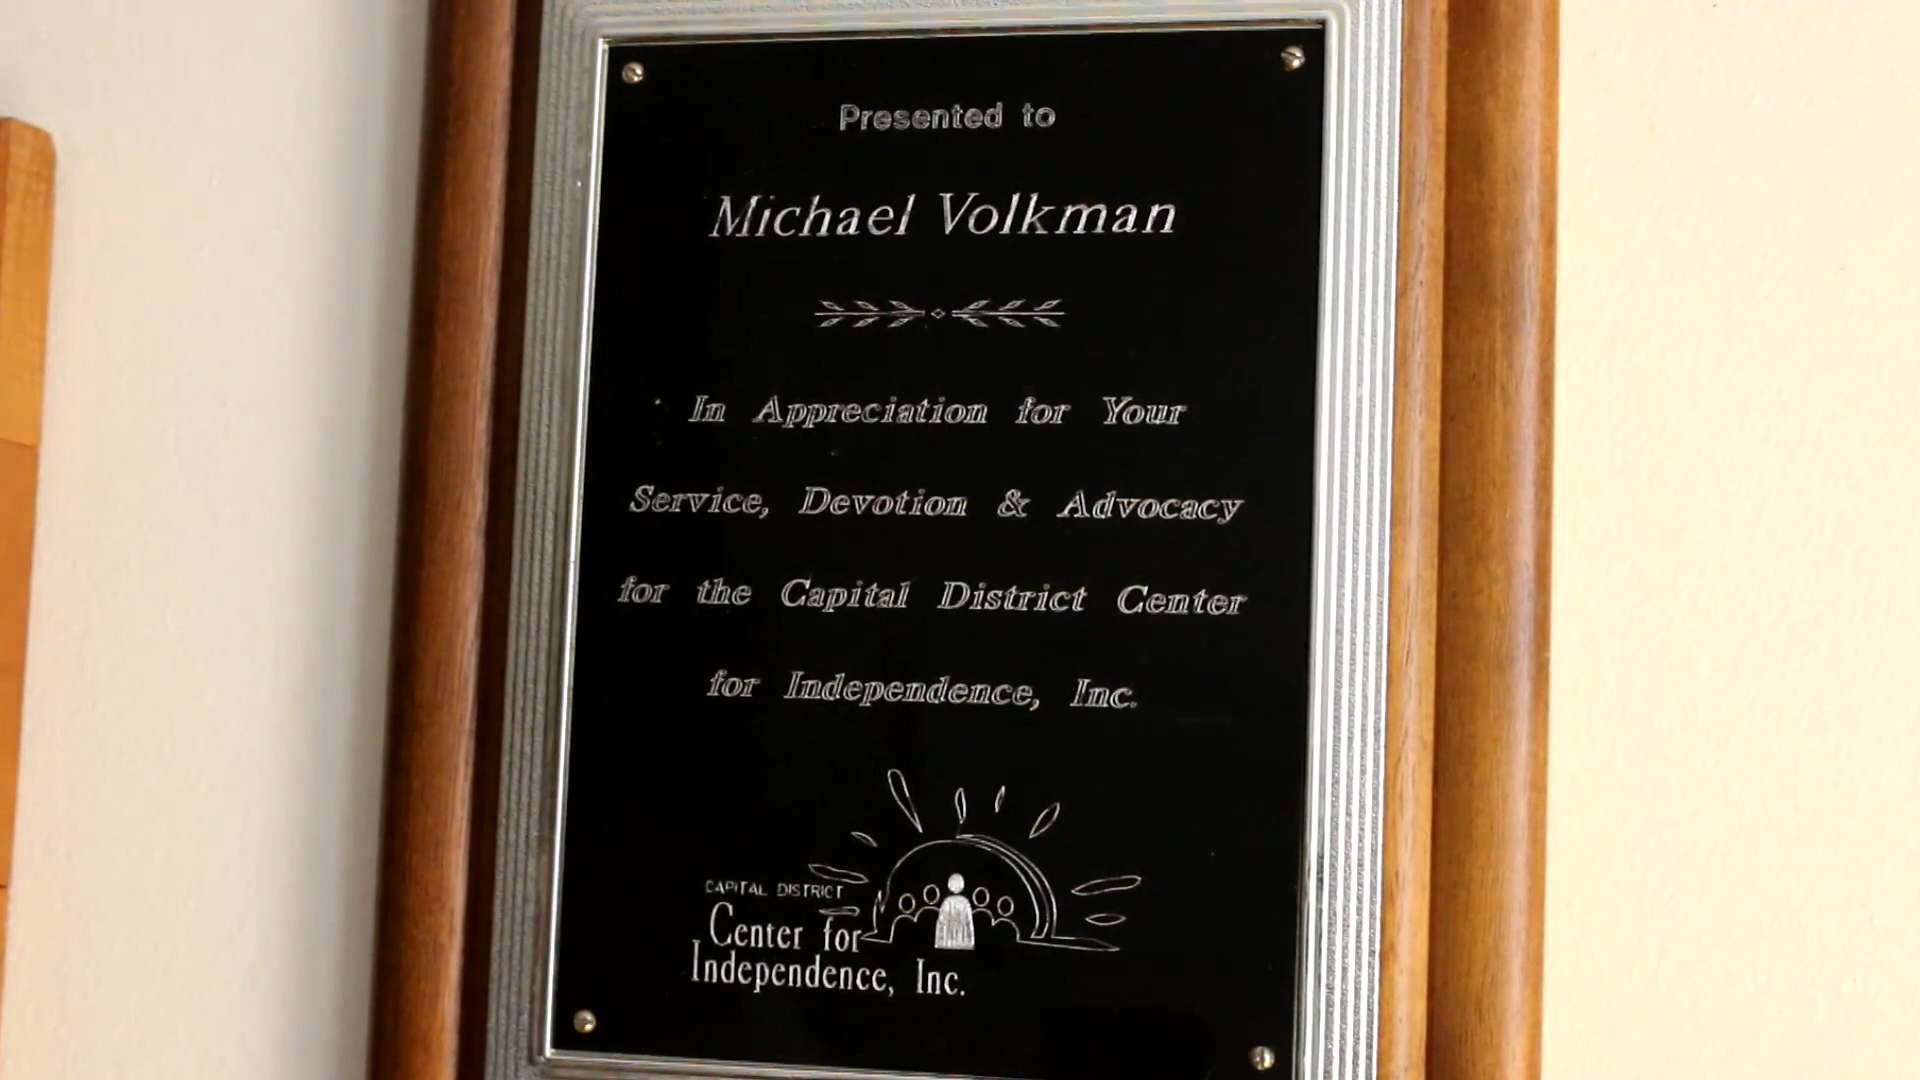 Presented to
Michael Volkman
In Appreciation for Your
Service, Devotion & Advocacy
for the Capital District Center
for Independence, Inc.
CAPITAL DISTRICT
Center for
Independence, Inc.